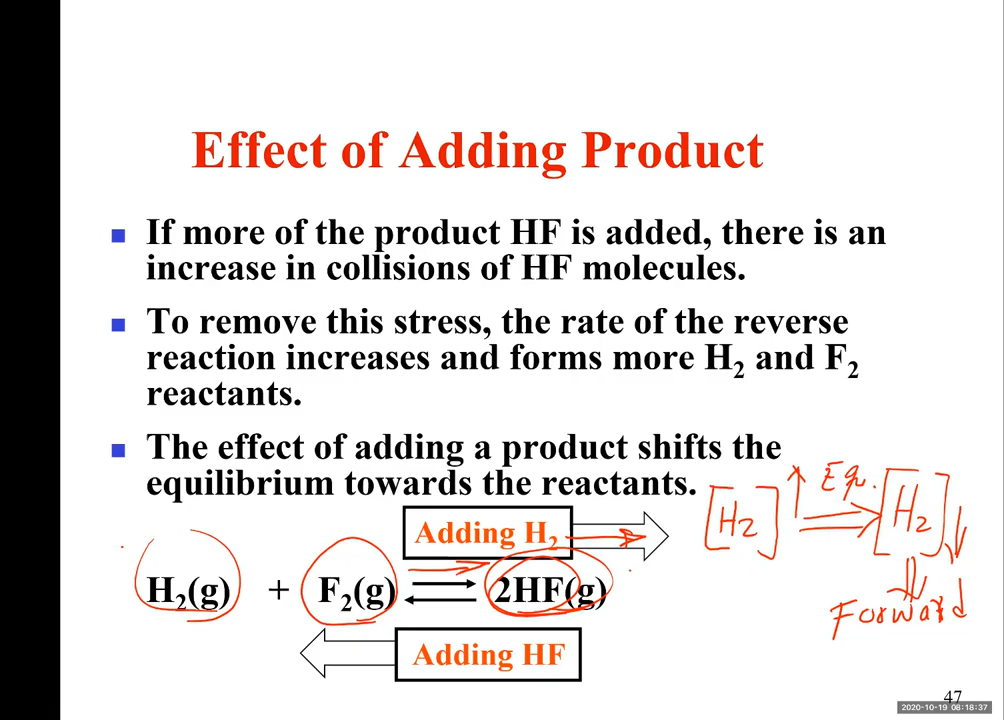 Effect of Adding Product
If more of the product HF is added, there is an
increase in collisions of HF molecules.
To remove this stress, the rate of the reverse
reaction increases and forms more H₂ and F₂
reactants.
The effect of adding a product shifts the
equilibrium towards the reactants.
[H2] ↑ Eq. ⇒ [H2] ↓
Adding H₂
H₂(g) + F₂(g) ⇄ 2HF(g)
⇓
Forward
Adding HF
47
2020-10-19 08:18:37